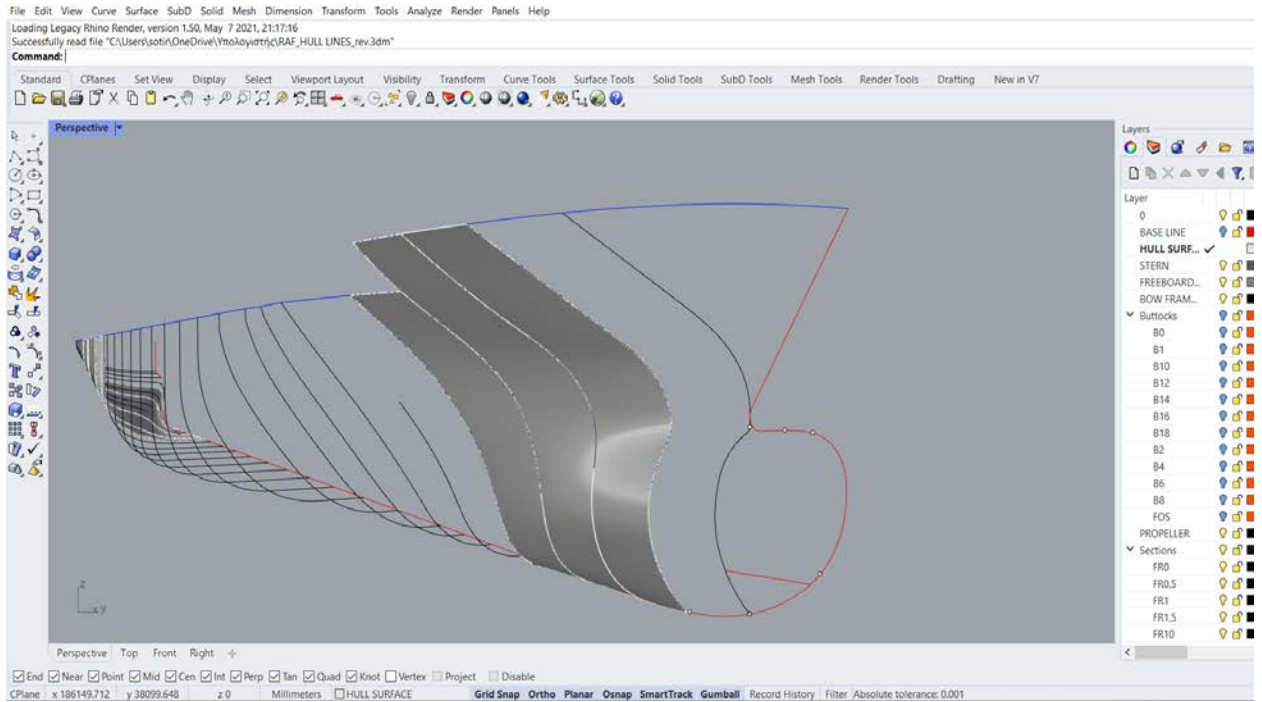 File Edit View Curve Surface SubD Solid Mesh Dimension Transform Tools Analyze Render Panels Help
Loading Legacy Rhino Render, version 1.50, May 7 2021, 21:17:16
Successfully read file "C:\Users\sotir\OneDrive\Υπολογιστής\RAF_HULL LINES_rev.3dm"
Command:
Standard CPlanes Set View Display Select Viewport Layout Visibility Transform Curve Tools Surface Tools Solid Tools SubD Tools Mesh Tools Render Tools Drafting New in V7
Perspective
Layers
Layer
0
BASE LINE
HULL SURF...
STERN
FREEBOARD...
BOW FRAM...
Buttocks
B0
B1
B10
B12
B14
B16
B18
B2
B4
B6
B8
FOS
PROPELLER
Sections
FR0
FR0,5
FR1
FR1,5
FR10
z
x y
Perspective Top Front Right
End Near Point Mid Cen Int Perp Tan Quad Knot Vertex Project Disable
CPlane x 186149.712 y 38099.648 z 0 Millimeters HULL SURFACE Grid Snap Ortho Planar Osnap SmartTrack Gumball Record History Filter Absolute tolerance: 0.001